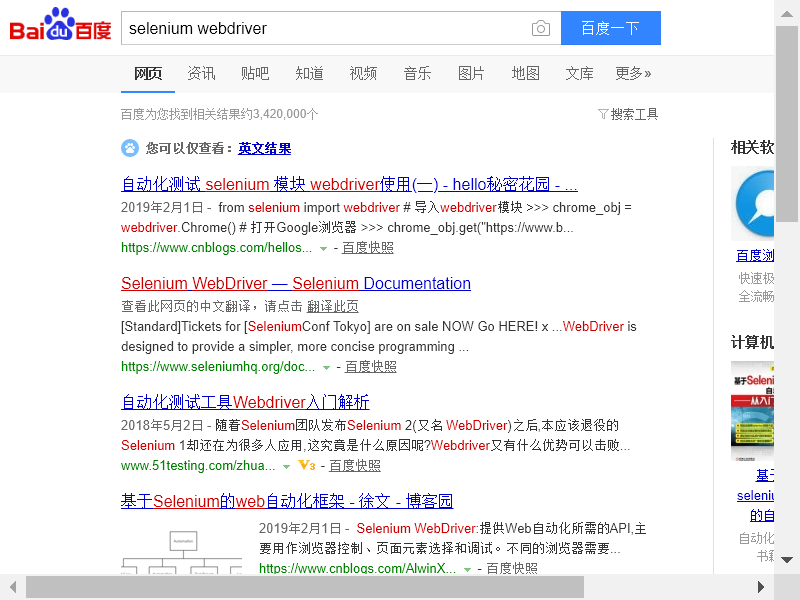 Bai du 百度
selenium webdriver
百度一下
网页 资讯 贴吧 知道 视频 音乐 图片 地图 文库 更多»
百度为您找到相关结果约3,420,000个
搜索工具
您可以仅查看：英文结果
自动化测试 selenium 模块 webdriver使用(一) - hello秘密花园 - ...
2019年2月1日 - from selenium import webdriver # 导入webdriver模块 >>> chrome_obj =
webdriver.Chrome() # 打开Google浏览器 >>> chrome_obj.get("https://www.b...
https://www.cnblogs.com/hellos... - 百度快照
Selenium WebDriver — Selenium Documentation
查看此网页的中文翻译，请点击 翻译此页
[Standard]Tickets for [SeleniumConf Tokyo] are on sale NOW Go HERE! x ...WebDriver is
designed to provide a simpler, more concise programming ...
https://www.seleniumhq.org/doc... - 百度快照
自动化测试工具Webdriver入门解析
2018年5月2日 - 随着Selenium团队发布Selenium 2(又名 WebDriver)之后,本应该退役的
Selenium 1却还在为很多人应用,这究竟是什么原因呢?Webdriver又有什么优势可以击败...
www.51testing.com/zhua... V3 - 百度快照
基于Selenium的web自动化框架 - 徐文 - 博客园
2019年2月1日 - Selenium WebDriver:提供Web自动化所需的API,主
要用作浏览器控制、页面元素选择和调试。不同的浏览器需要...
https://www.cnblogs.com/AlwinX... - 百度快照
相关软
百度浏
快速极
全流畅
计算机
基于Seleni
自动
从入门
基于
seleniu
的自
自动化
书籍